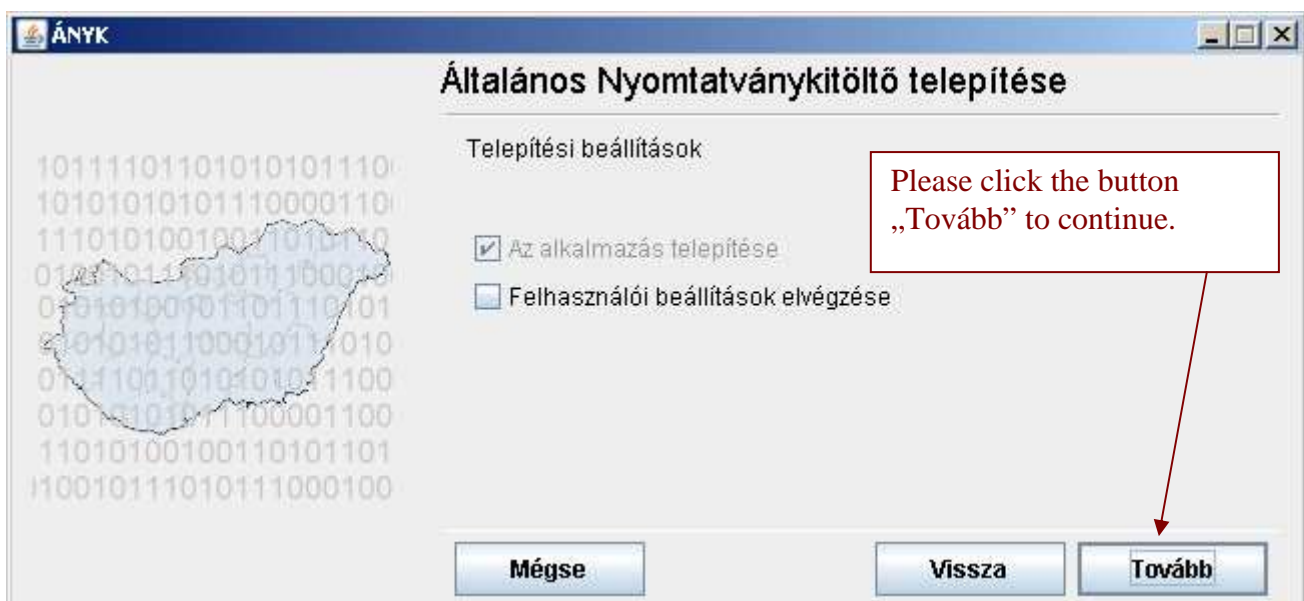 ÁNYK
Általános Nyomtatványkitöltő telepítése
Telepítési beállítások
Please click the button
„Tovább” to continue.
Az alkalmazás telepítése
Felhasználói beállítások elvégzése
Mégse
Vissza
Tovább